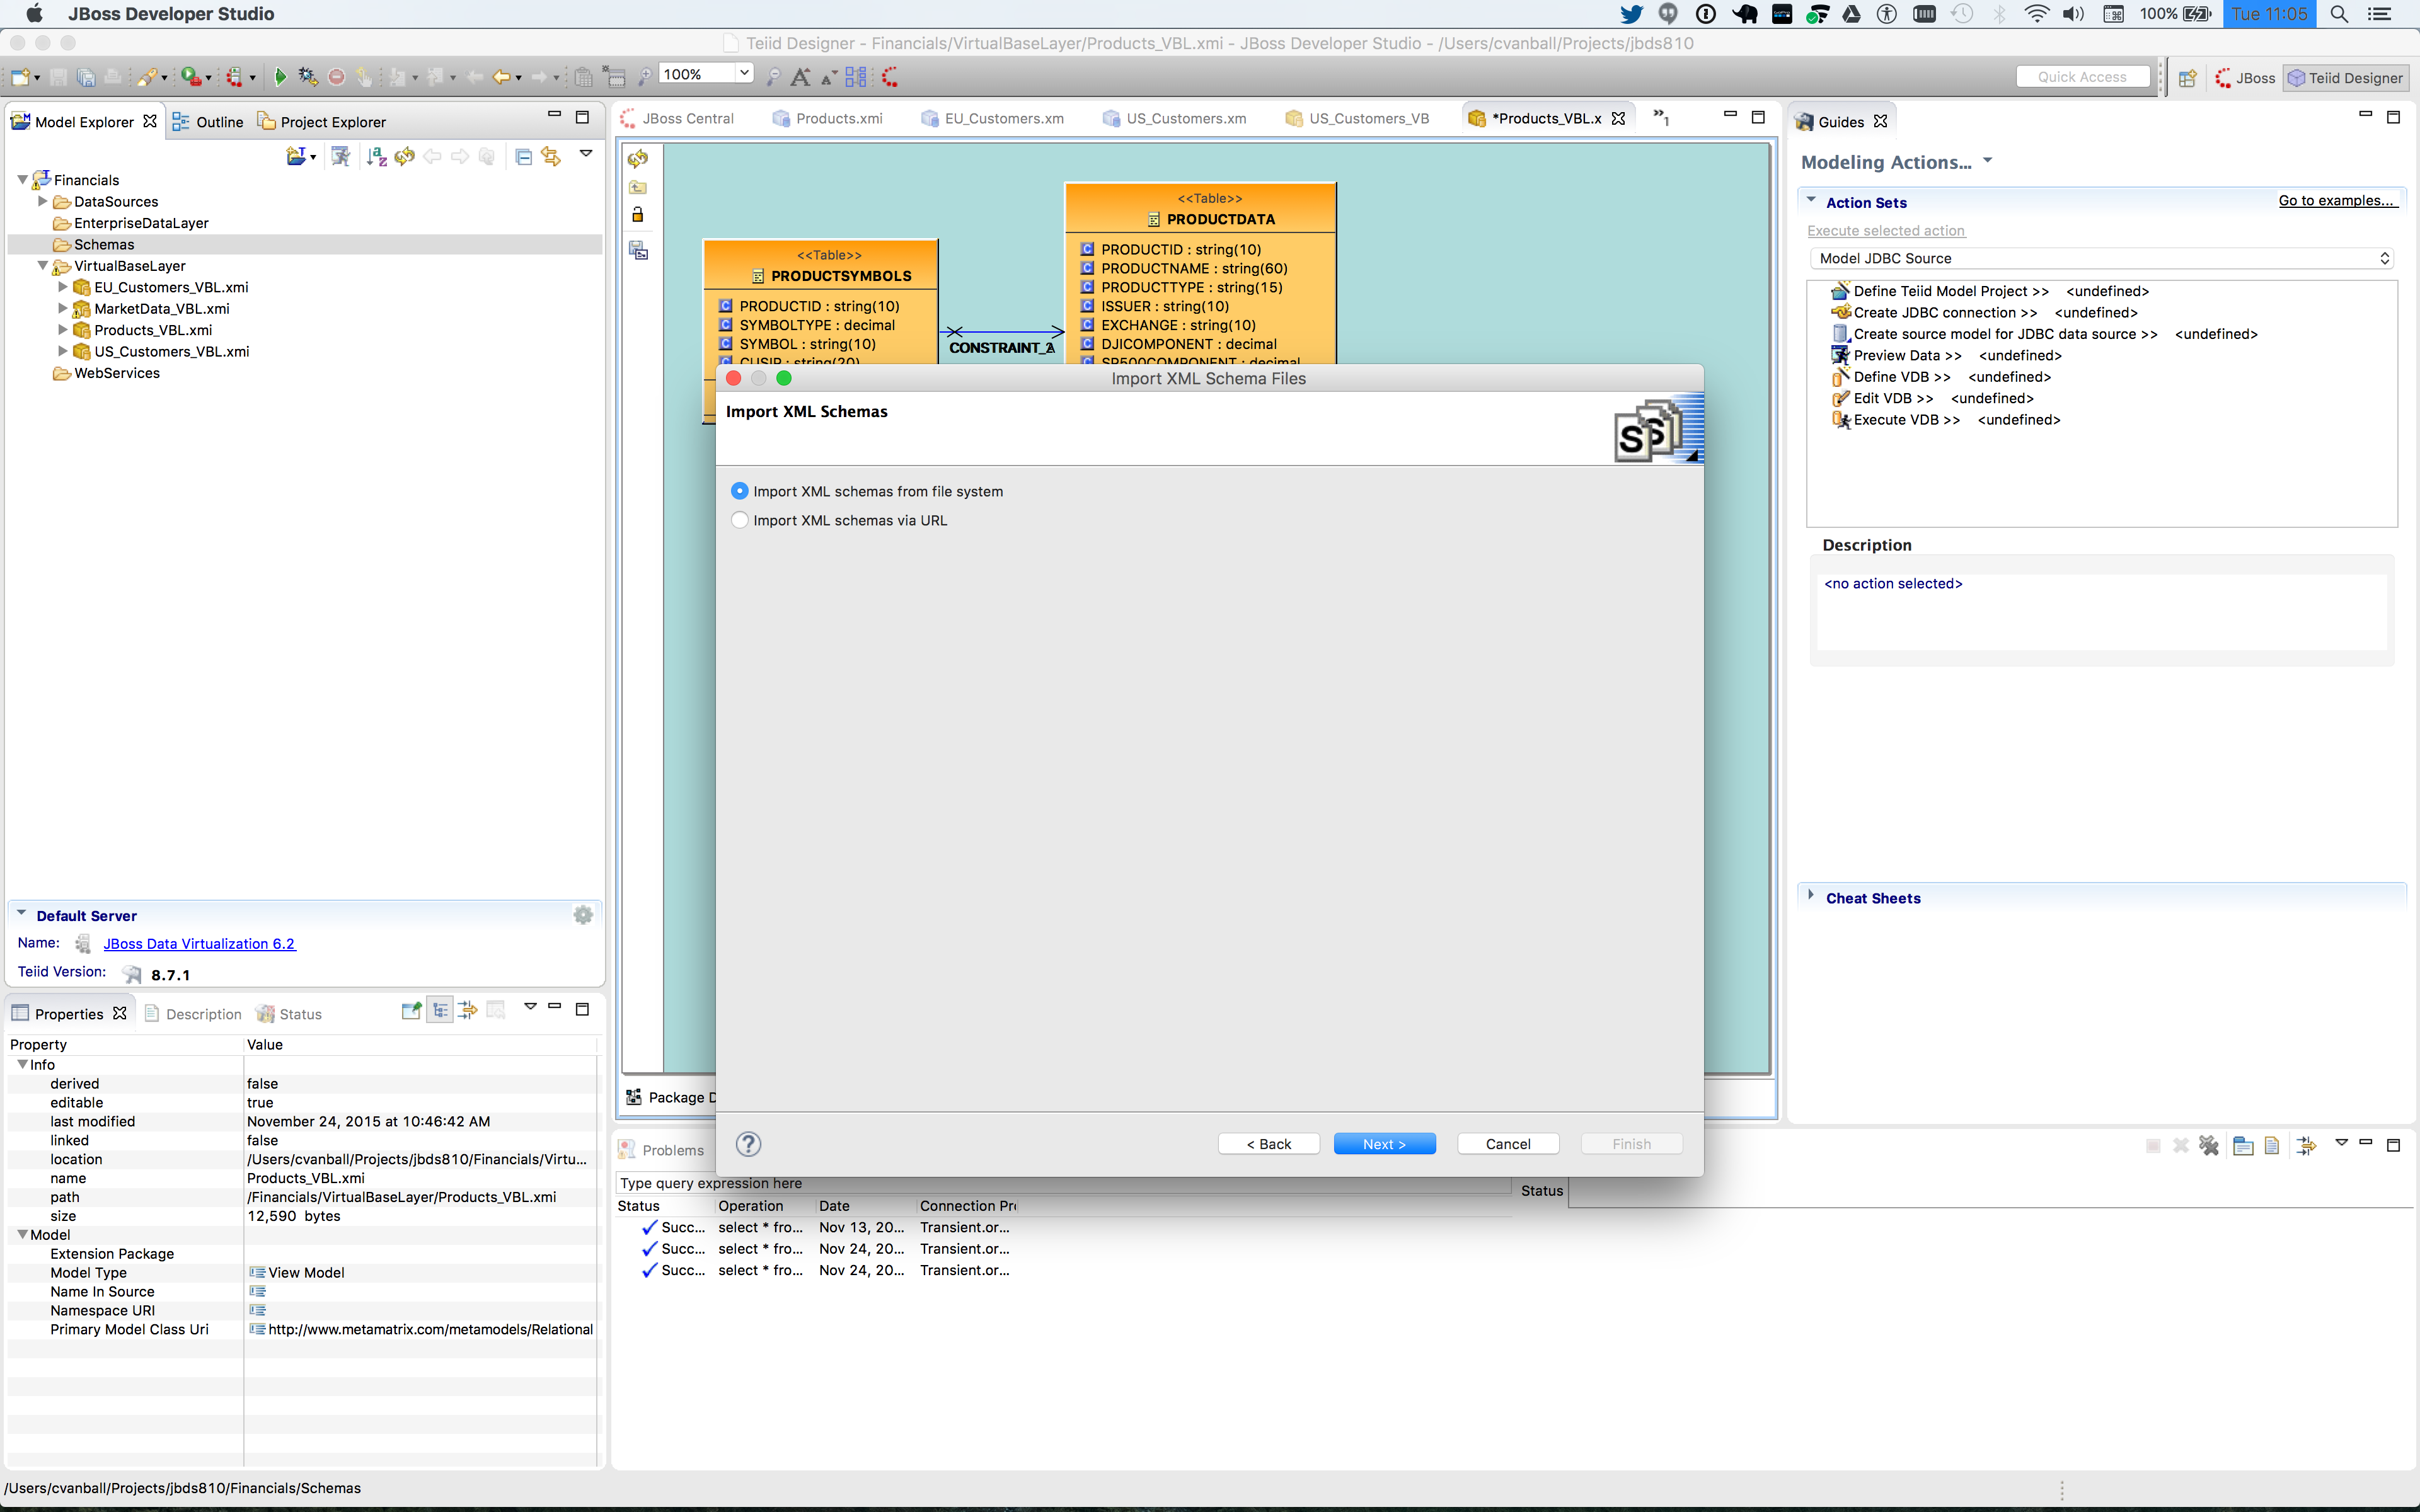 JBoss Developer Studio
100%
Tue 11:05
Teiid Designer - Financials/VirtualBaseLayer/Products_VBL.xmi - JBoss Developer Studio - /Users/cvanball/Projects/jbds810
100%
Quick Access
JBoss
Teiid Designer
Model Explorer
Outline
Project Explorer
Financials
DataSources
EnterpriseDataLayer
Schemas
VirtualBaseLayer
EU_Customers_VBL.xmi
MarketData_VBL.xmi
Products_VBL.xmi
US_Customers_VBL.xmi
WebServices
Default Server
Name:
JBoss Data Virtualization 6.2
Teiid Version:
8.7.1
JBoss Central
Products.xmi
EU_Customers.xm
US_Customers.xm
US_Customers_VB
*Products_VBL.x
»1
<<Table>>
PRODUCTSYMBOLS
PRODUCTID : string(10)
SYMBOLTYPE : decimal
SYMBOL : string(10)
CUSIP : string(20)
<<Table>>
PRODUCTDATA
PRODUCTID : string(10)
PRODUCTNAME : string(60)
PRODUCTTYPE : string(15)
ISSUER : string(10)
EXCHANGE : string(10)
DJICOMPONENT : decimal
SP500COMPONENT : decimal
Import XML Schema Files
Import XML Schemas
Import XML schemas from file system
Import XML schemas via URL
< Back
Next >
Cancel
Finish
Package D
Guides
Modeling Actions...
Action Sets
Go to examples...
Execute selected action
Model JDBC Source
Define Teiid Model Project >> <undefined>
Create JDBC connection >> <undefined>
Create source model for JDBC data source >> <undefined>
Preview Data >> <undefined>
Define VDB >> <undefined>
Edit VDB >> <undefined>
Execute VDB >> <undefined>
Description
<no action selected>
Cheat Sheets
Properties
Description
Status
Property Value
Info
derived false
editable true
last modified November 24, 2015 at 10:46:42 AM
linked false
location /Users/cvanball/Projects/jbds810/Financials/Virtu...
name Products_VBL.xmi
path /Financials/VirtualBaseLayer/Products_VBL.xmi
size 12,590 bytes
Model
Extension Package
Model Type View Model
Name In Source
Namespace URI
Primary Model Class Uri http://www.metamatrix.com/metamodels/Relational
Problems
Type query expression here
Status Operation Date Connection Pr
Succ... select * fro... Nov 13, 20... Transient.or...
Succ... select * fro... Nov 24, 20... Transient.or...
Succ... select * fro... Nov 24, 20... Transient.or...
Status
/Users/cvanball/Projects/jbds810/Financials/Schemas